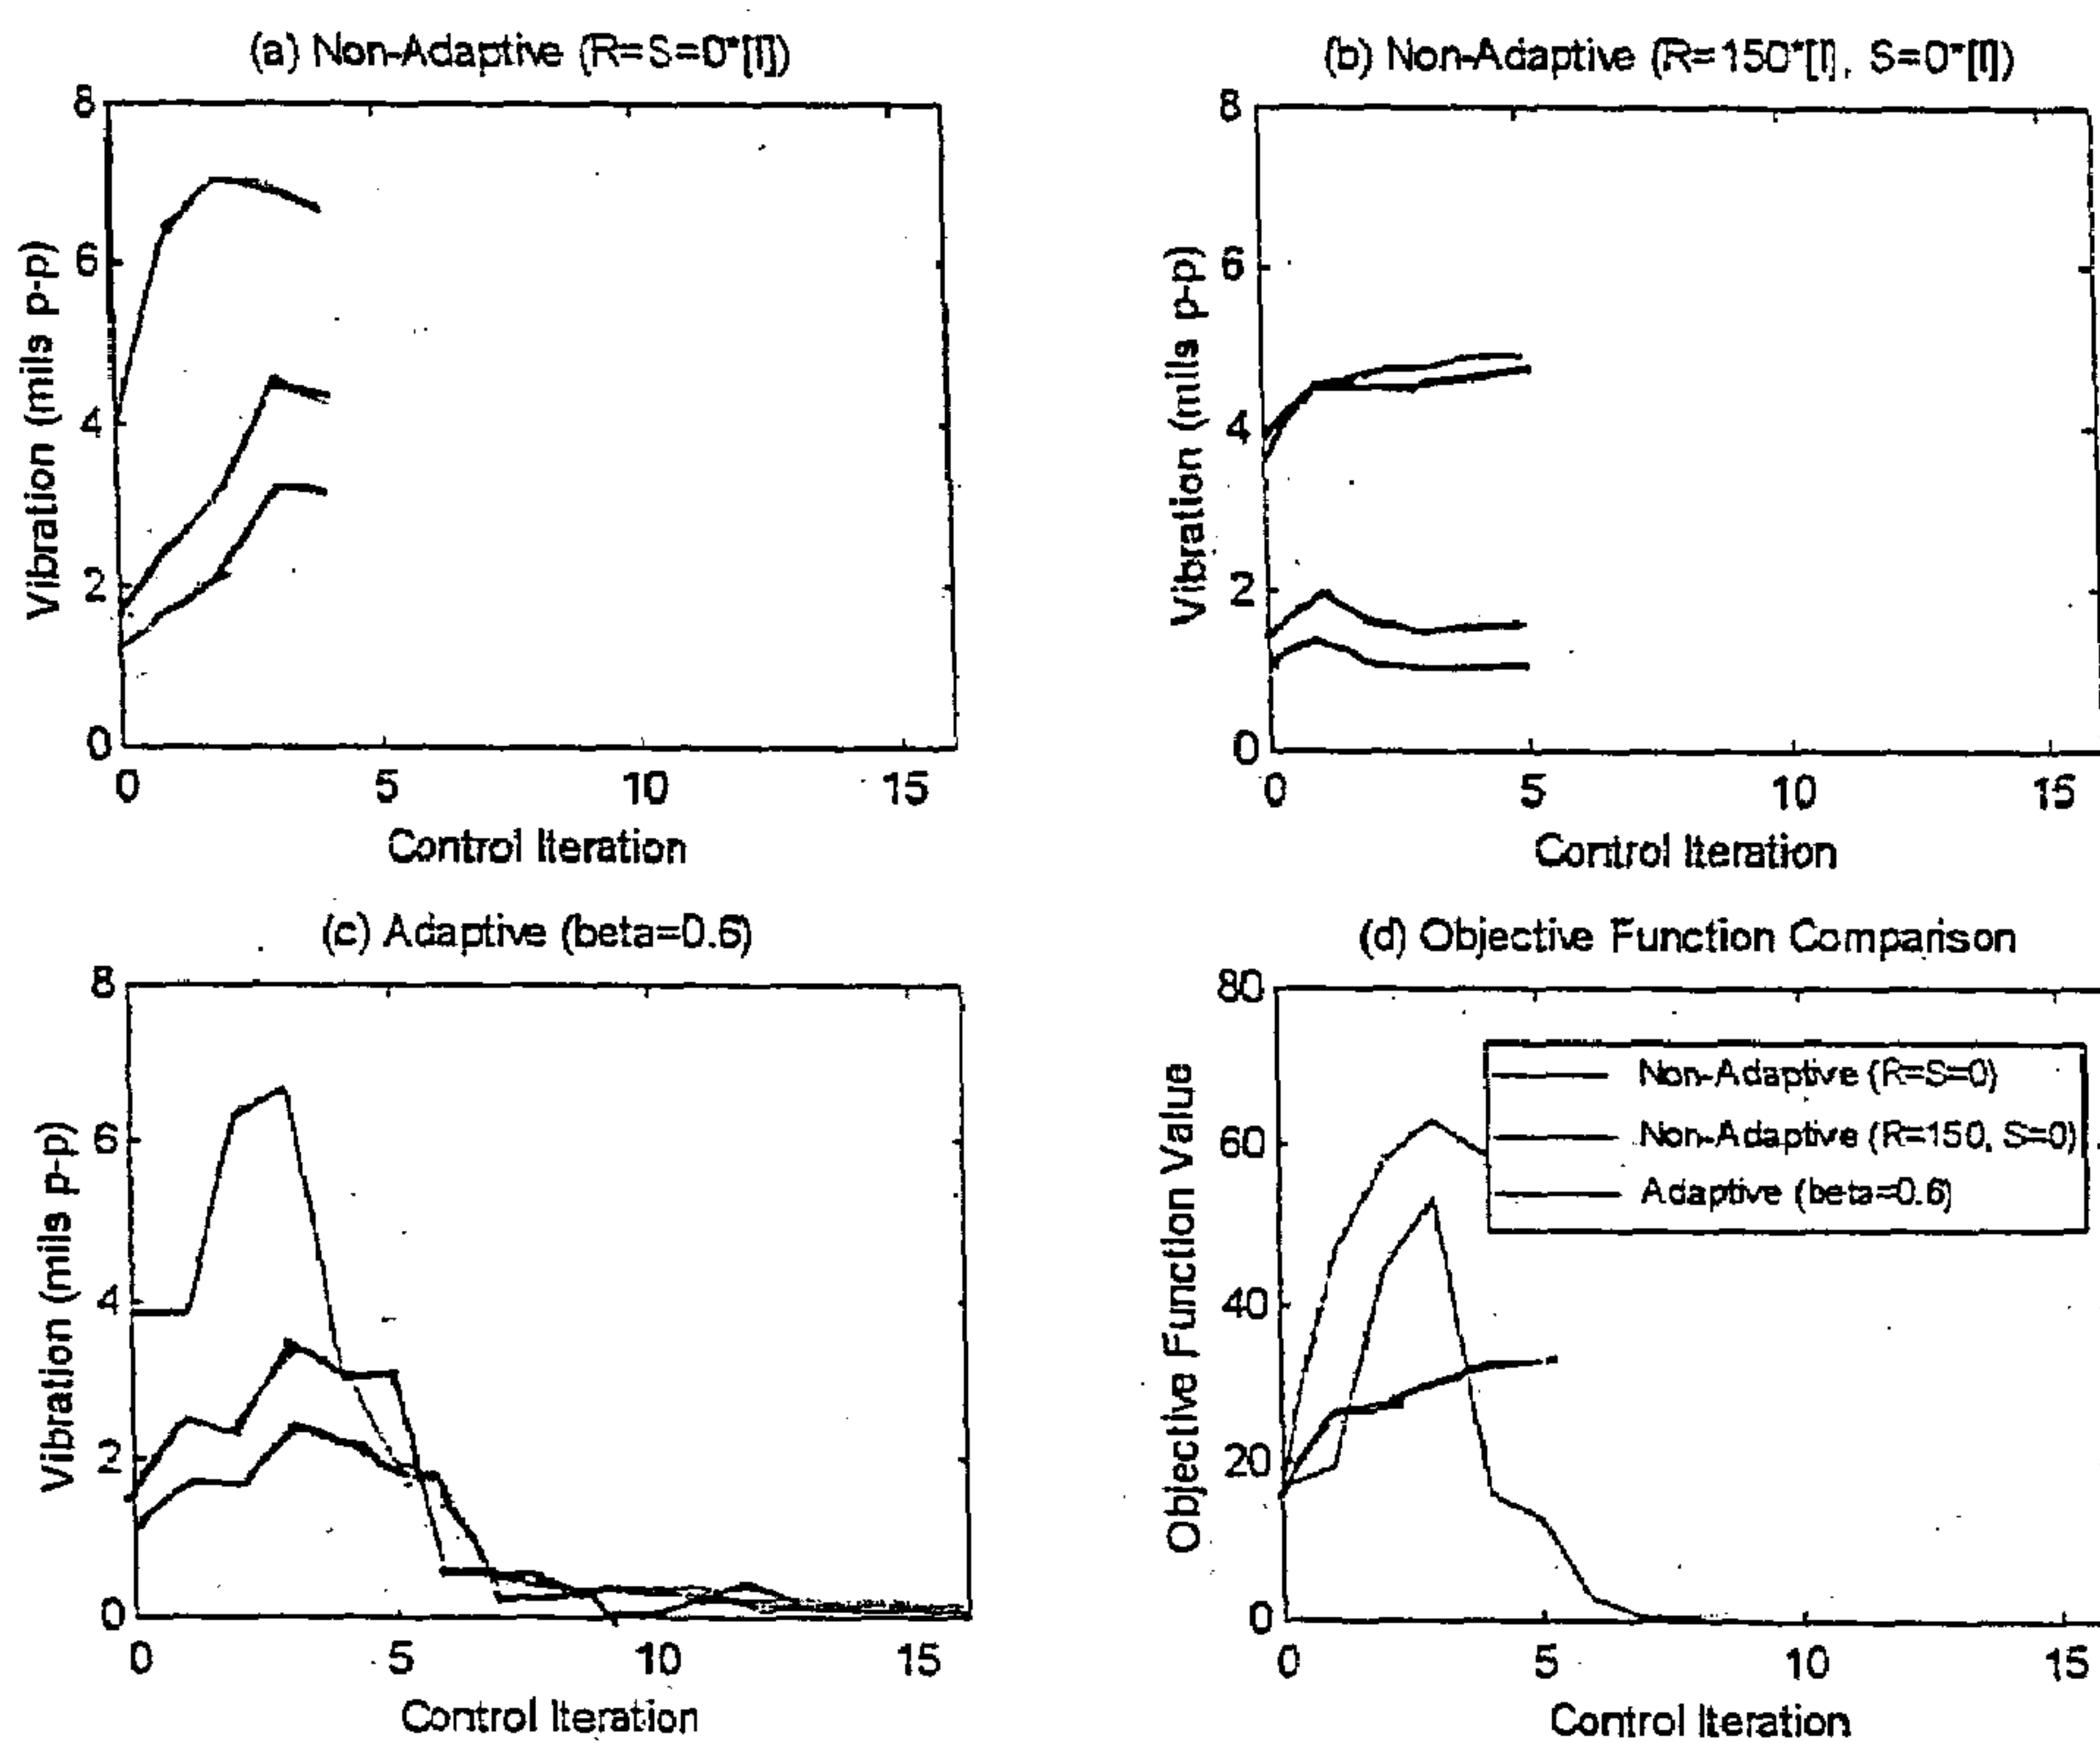 (a) Non-Adaptive (R=S=0*[I])
8
6
4
2
0
Vibration (mils p-p)
0 5 10 15
Control Iteration
(b) Non-Adaptive (R=150*[I], S=0*[I])
8
6
4
2
0
Vibration (mils p-p)
0 5 10 15
Control Iteration
(c) Adaptive (beta=0.6)
8
6
4
2
0
Vibration (mils p-p)
0 5 10 15
Control Iteration
(d) Objective Function Comparison
80
60
40
20
0
Objective Function Value
Non-Adaptive (R=S=0)
Non-Adaptive (R=150, S=0)
Adaptive (beta=0.6)
0 5 10 15
Control Iteration